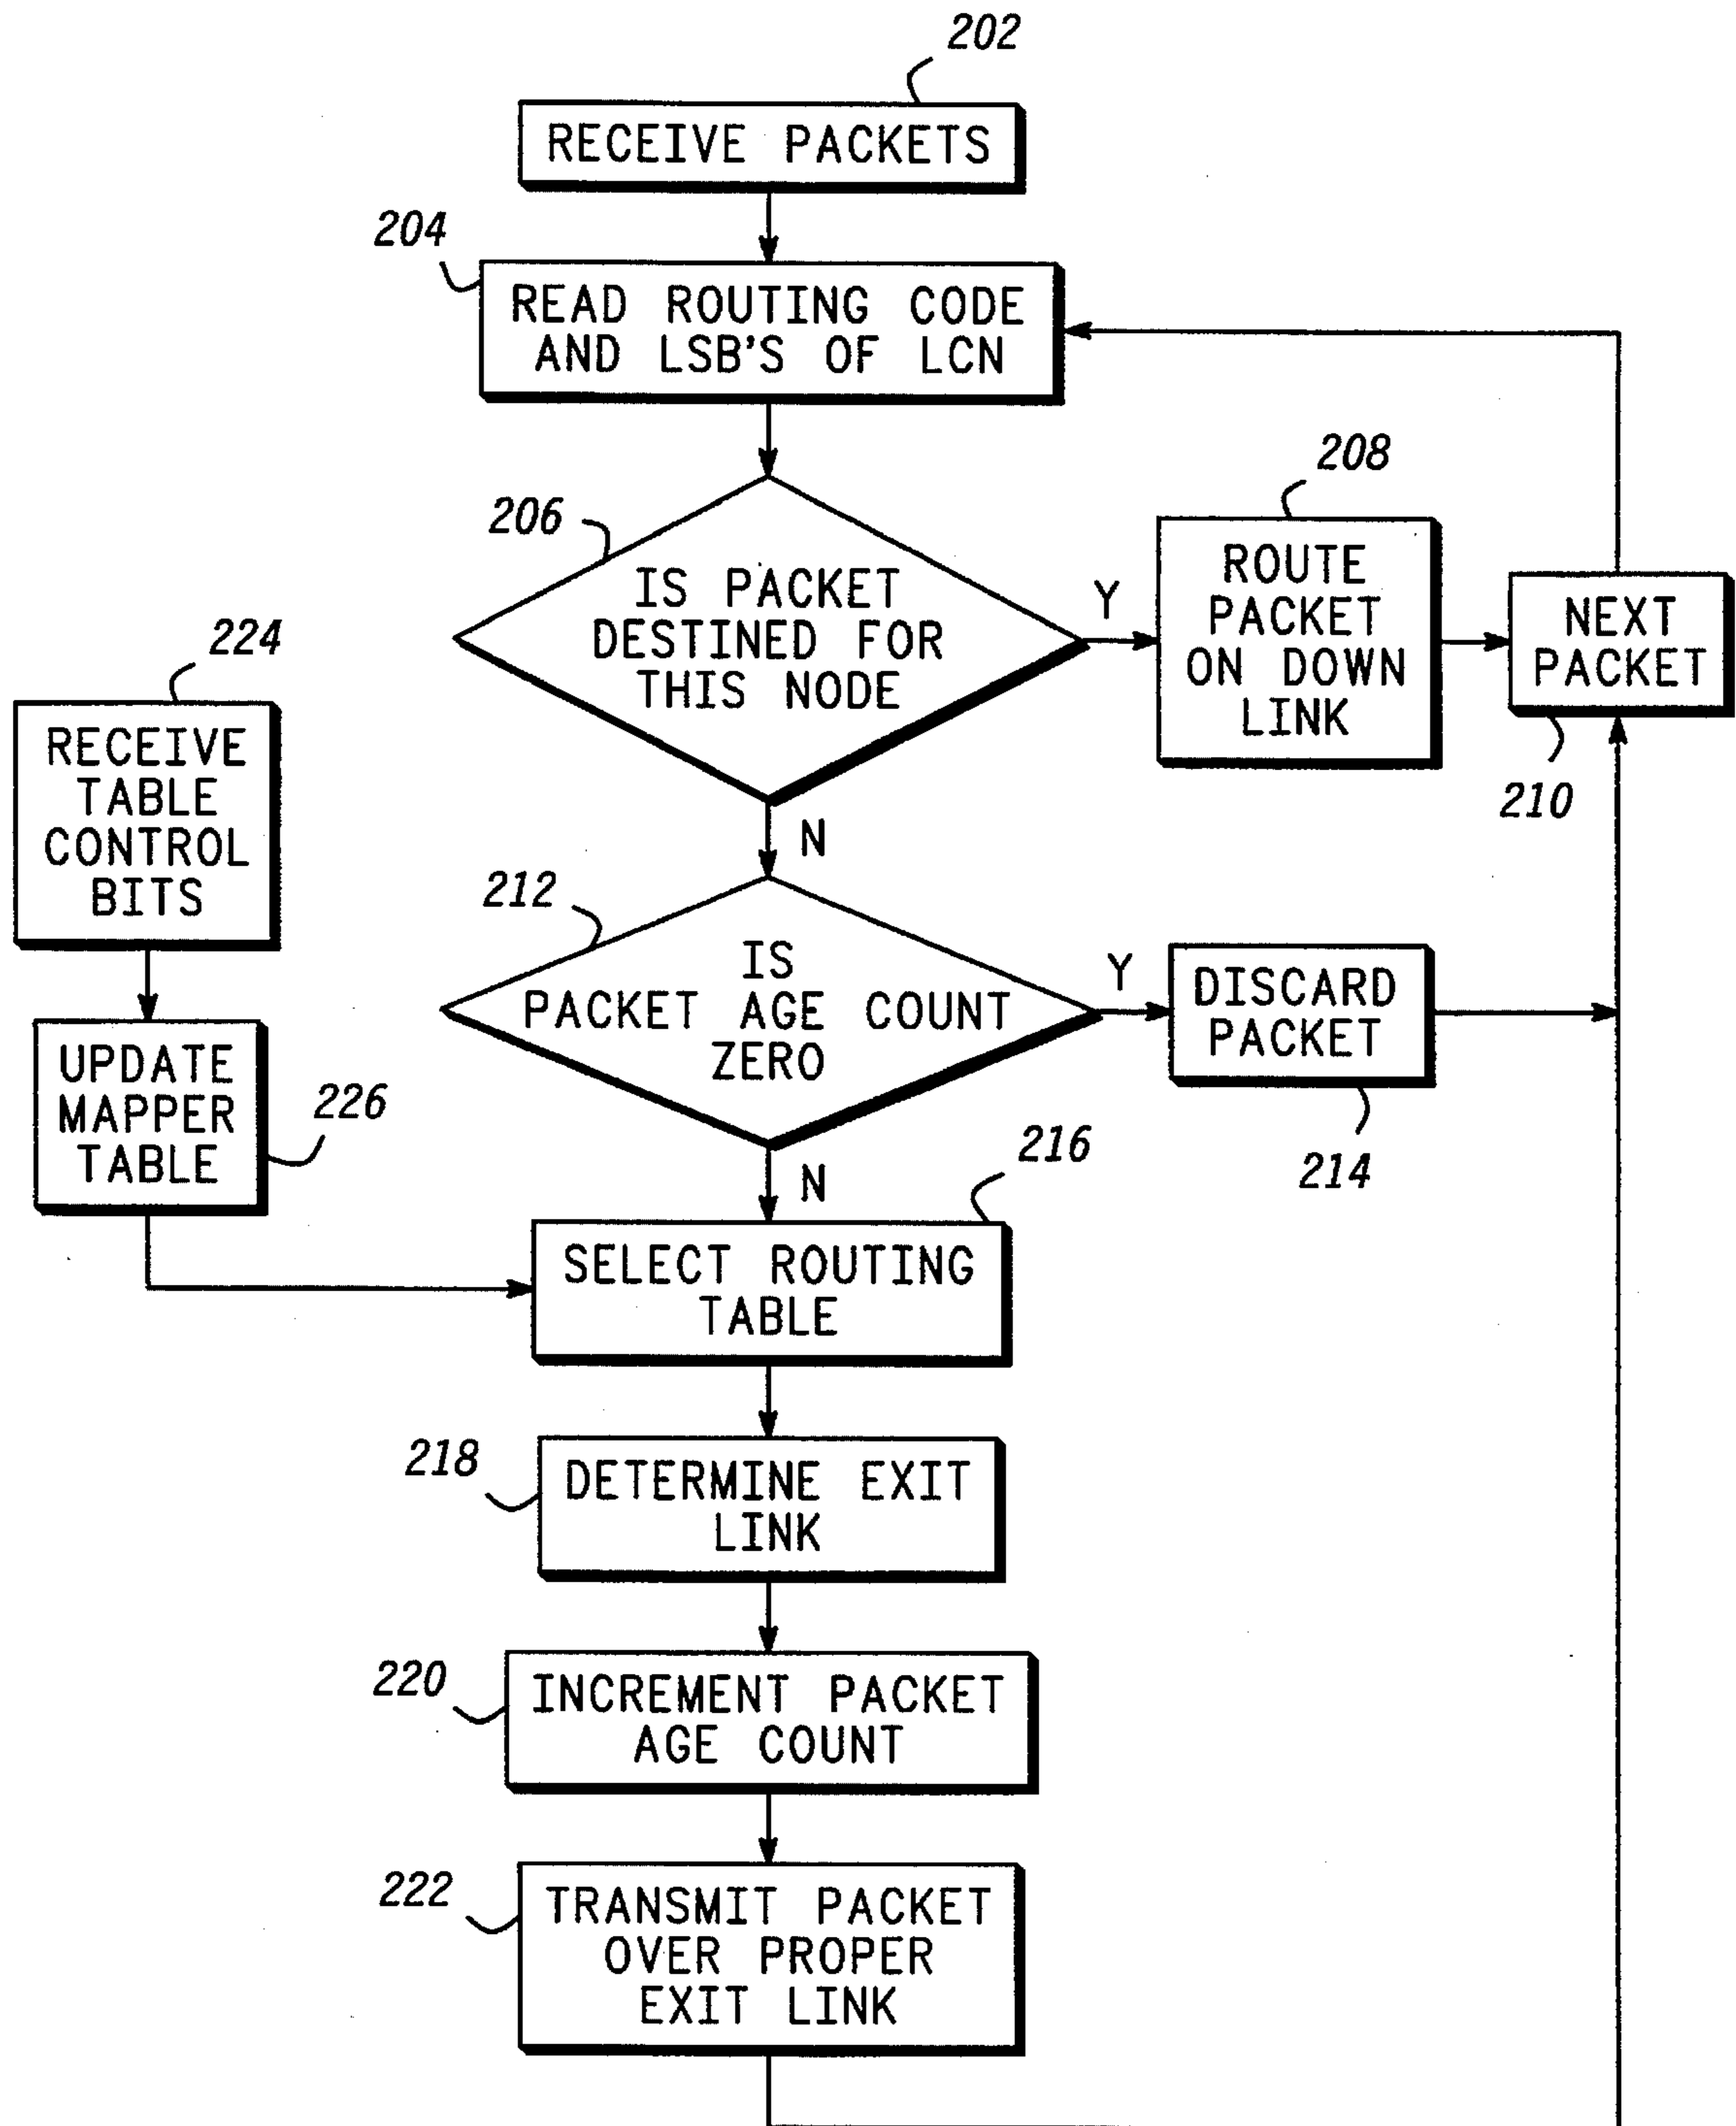 202
RECEIVE PACKETS
204
READ ROUTING CODE
AND LSB'S OF LCN
206
IS PACKET
DESTINED FOR
THIS NODE
Y
208
ROUTE
PACKET
ON DOWN
LINK
NEXT
PACKET
210
N
224
RECEIVE
TABLE
CONTROL
BITS
212
IS
PACKET AGE COUNT
ZERO
Y
DISCARD
PACKET
214
N
UPDATE
MAPPER
TABLE
226
216
SELECT ROUTING
TABLE
218
DETERMINE EXIT
LINK
220
INCREMENT PACKET
AGE COUNT
222
TRANSMIT PACKET
OVER PROPER
EXIT LINK